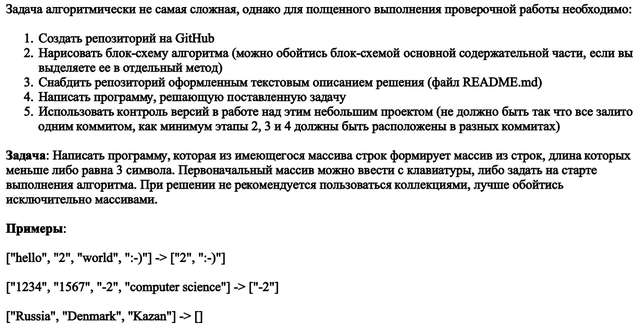 Задача алгоритмически не самая сложная, однако для полценного выполнения проверочной работы необходимо:
1. Создать репозиторий на GitHub
2. Нарисовать блок-схему алгоритма (можно обойтись блок-схемой основной содержательной части, если вы
выделяете ее в отдельный метод)
3. Снабдить репозиторий оформленным текстовым описанием решения (файл README.md)
4. Написать программу, решающую поставленную задачу
5. Использовать контроль версий в работе над этим небольшим проектом (не должно быть так что все залито
одним коммитом, как минимум этапы 2, 3 и 4 должны быть расположены в разных коммитах)
Задача: Написать программу, которая из имеющегося массива строк формирует массив из строк, длина которых
меньше либо равна 3 символа. Первоначальный массив можно ввести с клавиатуры, либо задать на старте
выполнения алгоритма. При решении не рекомендуется пользоваться коллекциями, лучше обойтись
исключительно массивами.
Примеры:
["hello", "2", "world", ":-)"] -> ["2", ":-)"]
["1234", "1567", "-2", "computer science"] -> ["-2"]
["Russia", "Denmark", "Kazan"] -> []